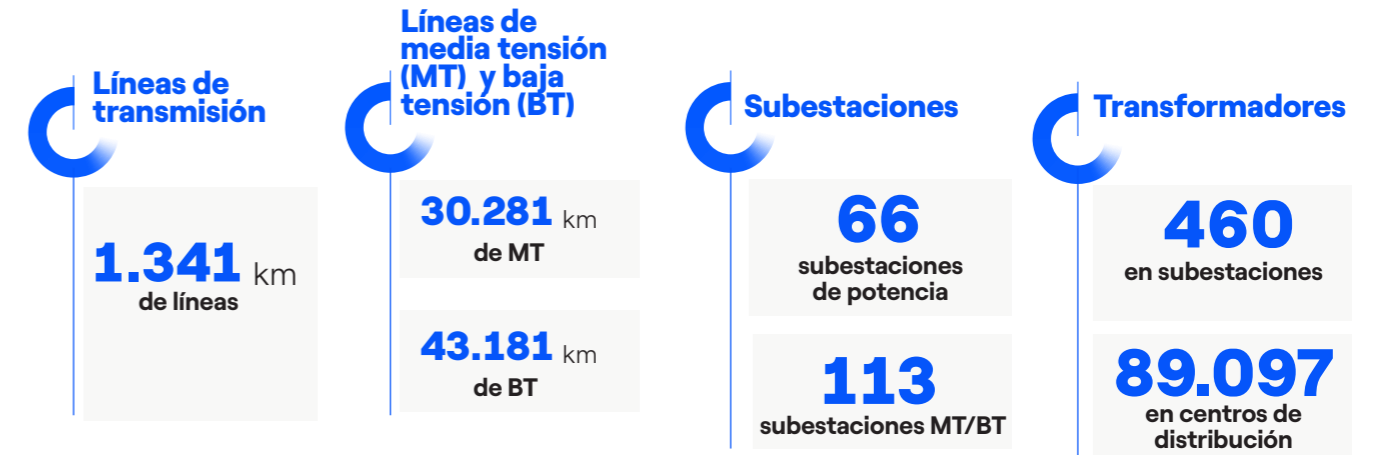 Líneas de
transmisión
1.341 km
de líneas
Líneas de
media tensión
(MT) y baja
tensión (BT)
30.281 km
de MT
43.181 km
de BT
Subestaciones
66
subestaciones
de potencia
113
subestaciones MT/BT
Transformadores
460
en subestaciones
89.097
en centros de
distribución